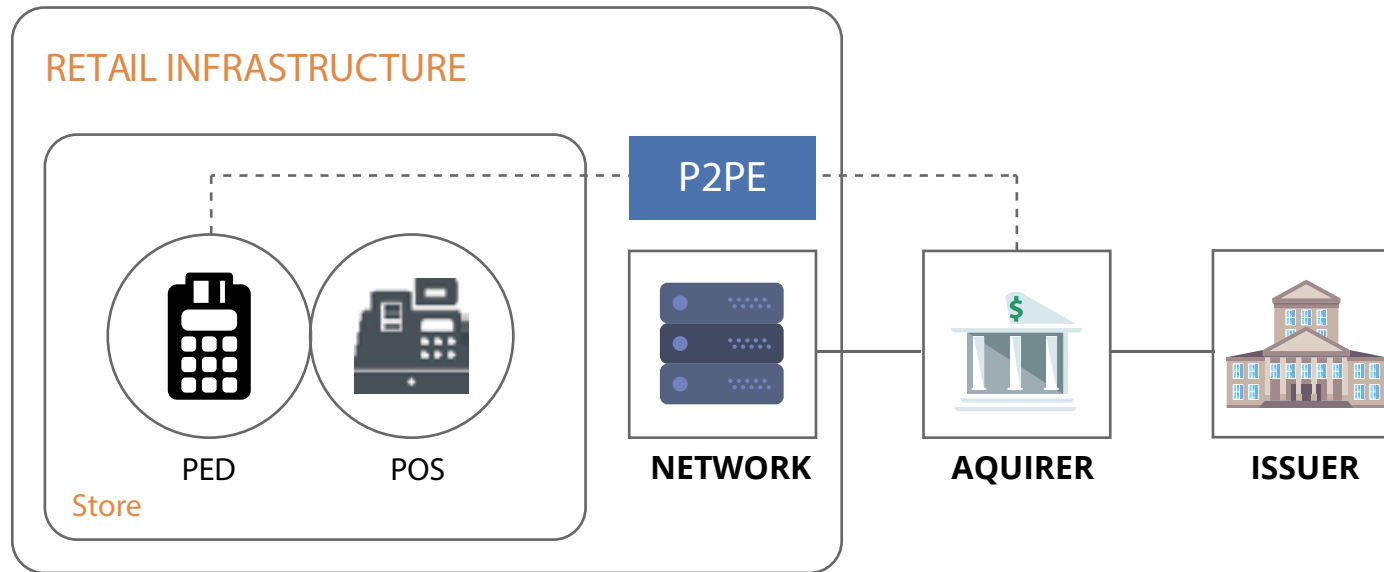 RETAIL INFRASTRUCTURE
P2PE
$
PED
POS
NETWORK
AQUIRER
ISSUER
Store